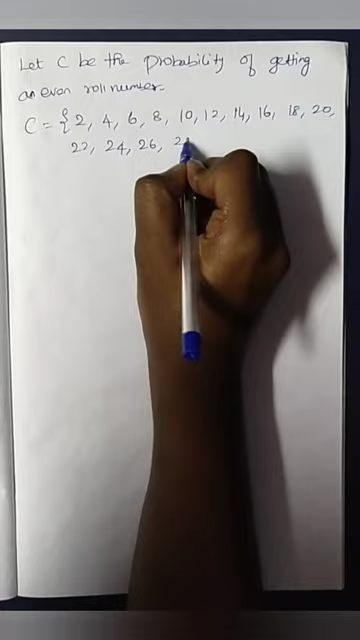 Let C be the Probability of getting
an even roll number.
C = {2, 4, 6, 8, 10, 12, 14, 16, 18, 20,
22, 24, 26, 2